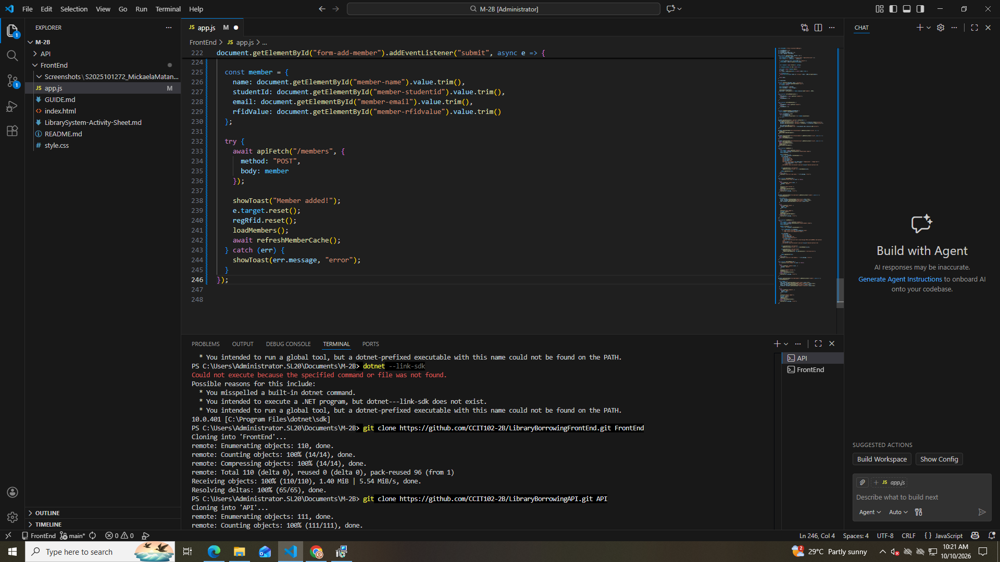 File Edit Selection View Go Run Terminal Help
M-2B [Administrator]
EXPLORER
M-2B
API
FrontEnd
Screenshots \ S2025101272_MickaelaMatan...
JS app.js M
GUIDE.md
<> index.html
LibrarySystem-Activity-Sheet.md
README.md
# style.css
OUTLINE
TIMELINE
JS app.js M
FrontEnd > JS app.js > ...
222 document.getElementById("form-add-member").addEventListener("submit", async e => {
224
225 const member = {
226 name: document.getElementById("member-name").value.trim(),
227 studentId: document.getElementById("member-studentid").value.trim(),
228 email: document.getElementById("member-email").value.trim(),
229 rfidValue: document.getElementById("member-rfidvalue").value.trim()
230 };
231
232 try {
233 await apiFetch("/members", {
234 method: "POST",
235 body: member
236 });
237
238 showToast("Member added!");
239 e.target.reset();
240 regRfid.reset();
241 loadMembers();
242 await refreshMemberCache();
243 } catch (err) {
244 showToast(err.message, "error");
245 }
246 });
247
248
PROBLEMS OUTPUT DEBUG CONSOLE TERMINAL PORTS
* You intended to run a global tool, but a dotnet-prefixed executable with this name could not be found on the PATH.
PS C:\Users\Administrator.SL20\Documents\M-2B> dotnet --link-sdk
Could not execute because the specified command or file was not found.
Possible reasons for this include:
* You misspelled a built-in dotnet command.
* You intended to execute a .NET program, but dotnet---link-sdk does not exist.
* You intended to run a global tool, but a dotnet-prefixed executable with this name could not be found on the PATH.
10.0.401 [C:\Program Files\dotnet\sdk]
PS C:\Users\Administrator.SL20\Documents\M-2B> git clone https://github.com/CCIT102-2B/LibraryBorrowingFrontEnd.git FrontEnd
Cloning into 'FrontEnd'...
remote: Enumerating objects: 110, done.
remote: Counting objects: 100% (14/14), done.
remote: Compressing objects: 100% (14/14), done.
remote: Total 110 (delta 0), reused 0 (delta 0), pack-reused 96 (from 1)
Receiving objects: 100% (110/110), 1.40 MiB | 5.54 MiB/s, done.
Resolving deltas: 100% (65/65), done.
PS C:\Users\Administrator.SL20\Documents\M-2B> git clone https://github.com/CCIT102-2B/LibraryBorrowingAPI.git API
Cloning into 'API'...
remote: Enumerating objects: 111, done.
remote: Counting objects: 100% (111/111), done.
API
FrontEnd
CHAT
Build with Agent
AI responses may be inaccurate.
Generate Agent Instructions to onboard AI
onto your codebase.
SUGGESTED ACTIONS
Build Workspace Show Config
+ JS app.js
Describe what to build next
Agent Auto
FrontEnd main* 0 0
Ln 246, Col 4 Spaces: 4 UTF-8 CRLF { } JavaScript
Type here to search
29°C Partly sunny
10:21 AM
10/10/2026